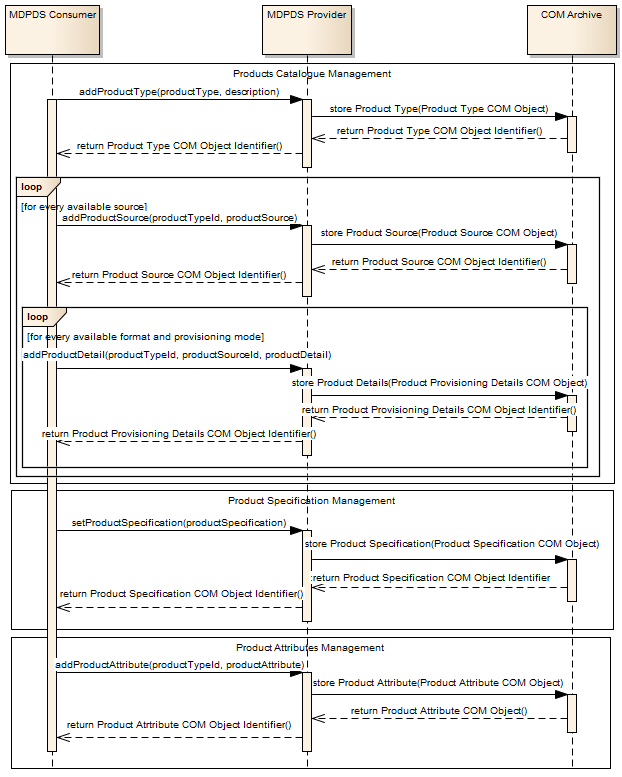 MDPDS Consumer
MDPDS Provider
COM Archive
Products Catalogue Management
addProductType(productType, description)
store Product Type(Product Type COM Object)
return Product Type COM Object Identifier()
return Product Type COM Object Identifier()
loop
[for every available source]
addProductSource(productTypeId, productSource)
store Product Source(Product Source COM Object)
return Product Source COM Object Identifier()
return Product Source COM Object Identifier()
loop
[for every available format and provisioning mode]
addProductDetail(productTypeId, productSourceId, productDetail)
store Product Details(Product Provisioning Details COM Object)
return Product Provisioning Details COM Object Identifier()
return Product Provisioning Details COM Object Identifier()
Product Specification Management
setProductSpecification(productSpecification)
store Product Specification(Product Specification COM Object)
:return Product Specification COM Object Identifier
return Product Specification COM Object Identifier()
Product Attributes Management
addProductAttribute(productTypeId, productAttribute)
store Product Attribute(Product Attribute COM Object)
return Product Attribute COM Object()
return Product Atrtribute COM Object Identifier()